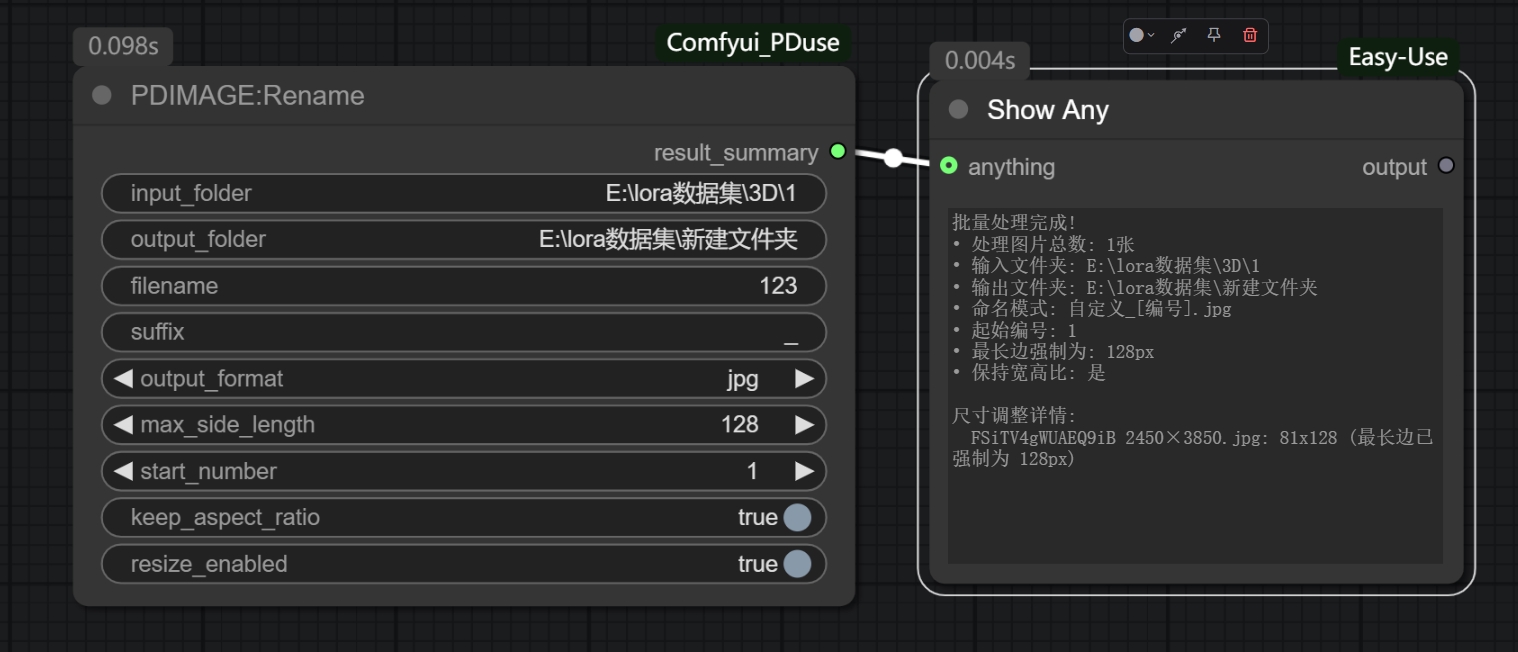 0.098s
Comfyui_PDuse
PDIMAGE:Rename
result_summary
input_folder E:\lora数据集\3D\1
output_folder E:\lora数据集\新建文件夹
filename 123
suffix _
output_format jpg
max_side_length 128
start_number 1
keep_aspect_ratio true
resize_enabled true
0.004s
Easy-Use
Show Any
anything output
批量处理完成!
• 处理图片总数: 1张
• 输入文件夹: E:\lora数据集\3D\1
• 输出文件夹: E:\lora数据集\新建文件夹
• 命名模式: 自定义_[编号].jpg
• 起始编号: 1
• 最长边强制为: 128px
• 保持宽高比: 是
尺寸调整详情:
FSiTV4gWUAEQ9iB 2450×3850.jpg: 81x128 (最长边已
强制为 128px)